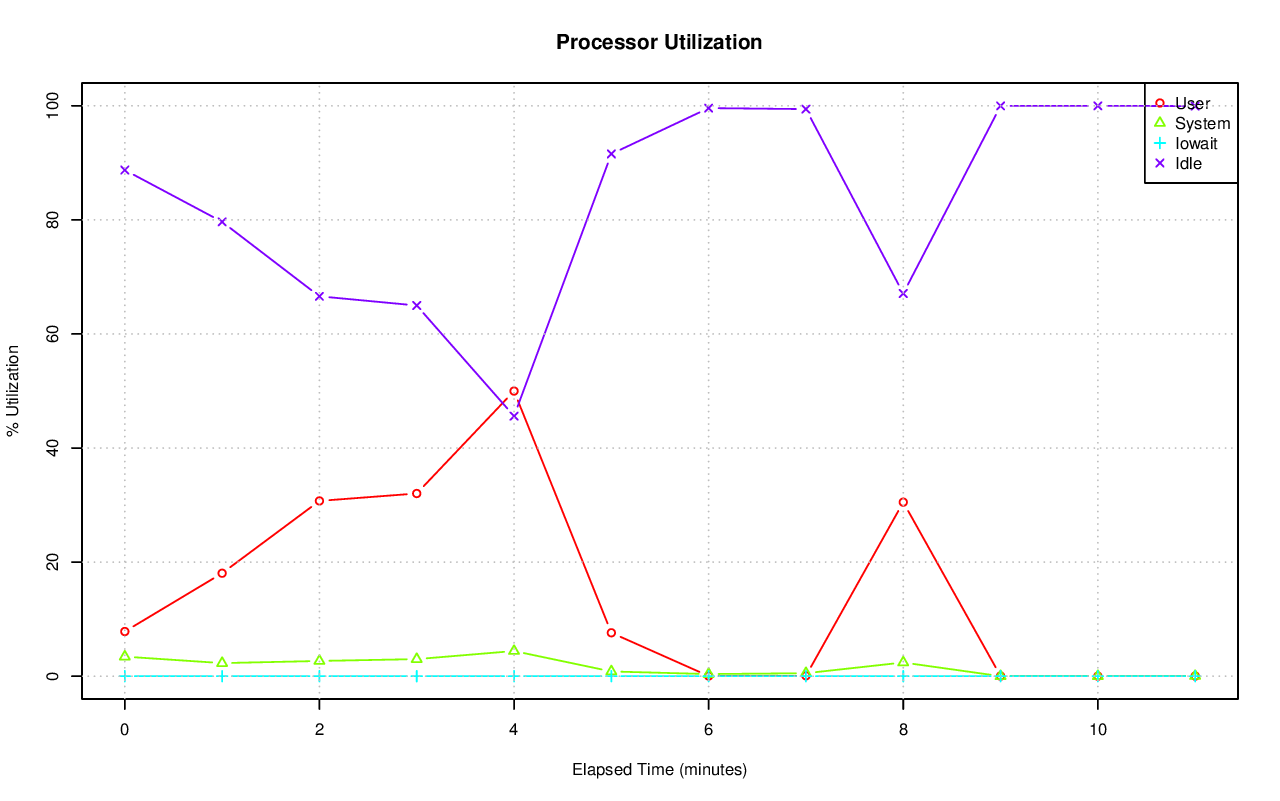 Processor Utilization
100
80
60
40
20
0
% Utilization
User
System
Iowait
Idle
0 2 4 6 8 10
Elapsed Time (minutes)